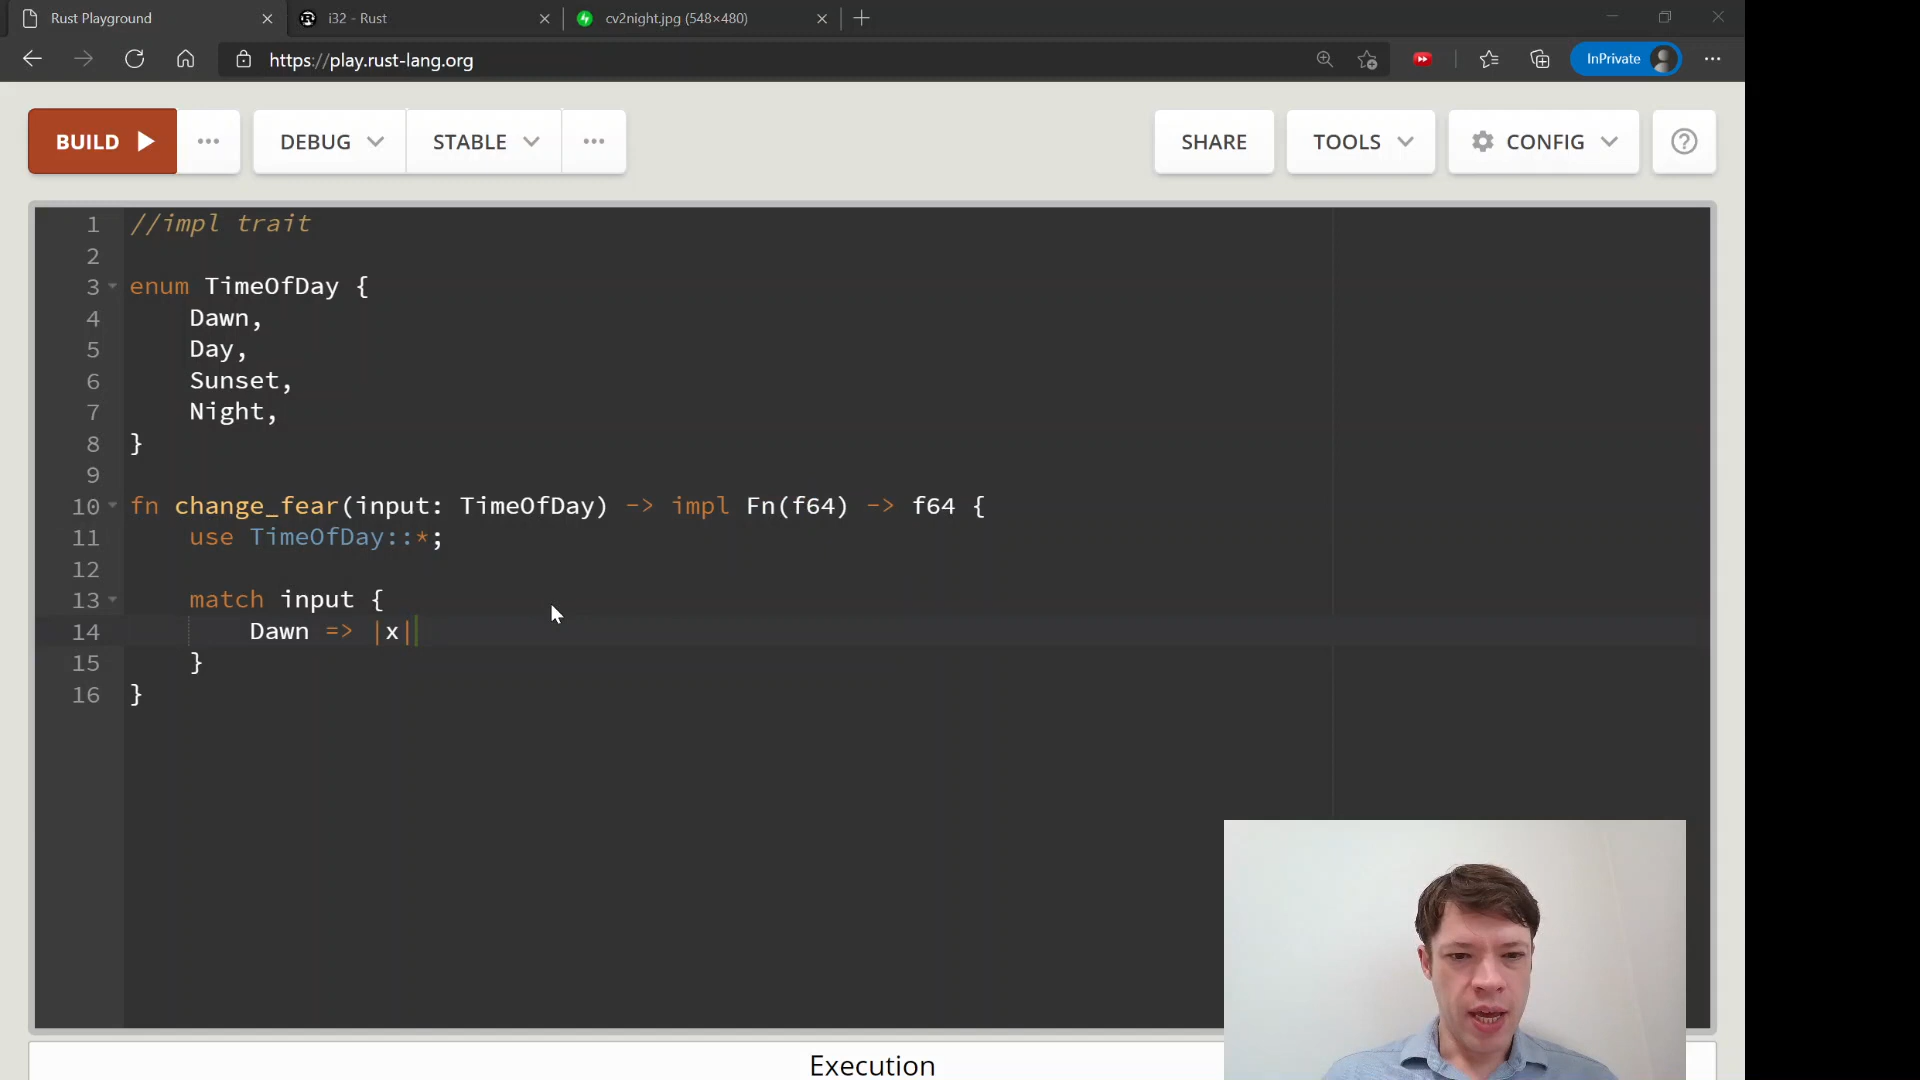 Rust Playground
i32 - Rust
cv2night.jpg (548×480)
https://play.rust-lang.org
InPrivate
BUILD
DEBUG
STABLE
SHARE
TOOLS
CONFIG
1 //impl trait
2
3 enum TimeOfDay {
4 Dawn,
5 Day,
6 Sunset,
7 Night,
8 }
9
10 fn change_fear(input: TimeOfDay) -> impl Fn(f64) -> f64 {
11 use TimeOfDay::*;
12
13 match input {
14 Dawn => |x|
15 }
16 }
Execution